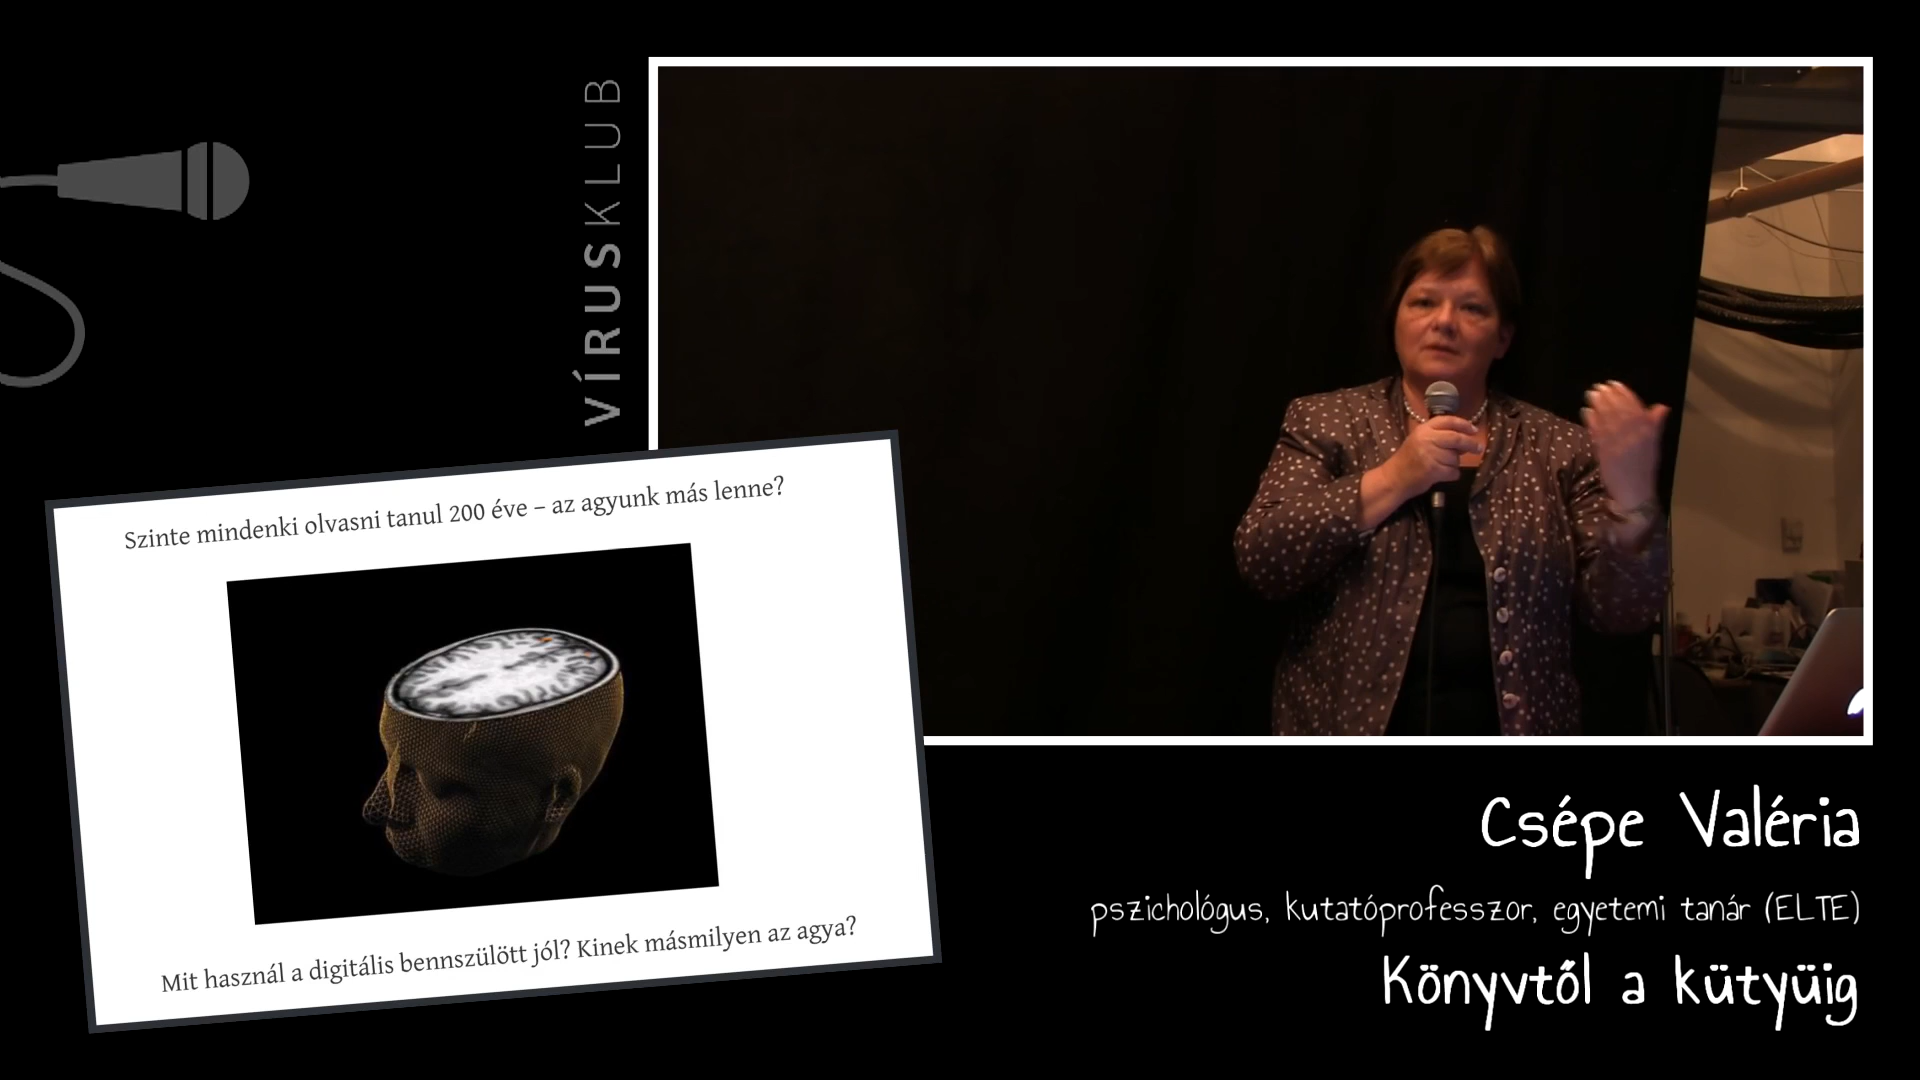 VÍRUSKLUB
Szinte mindenki olvasni tanul 200 éve – az agyunk más lenne?
Mit használ a digitális bennszülött jól? Kinek másmilyen az agya?
Csépe Valéria
pszichológus, kutatóprofesszor, egyetemi tanár (ELTE)
Könyvtől a kütyüig